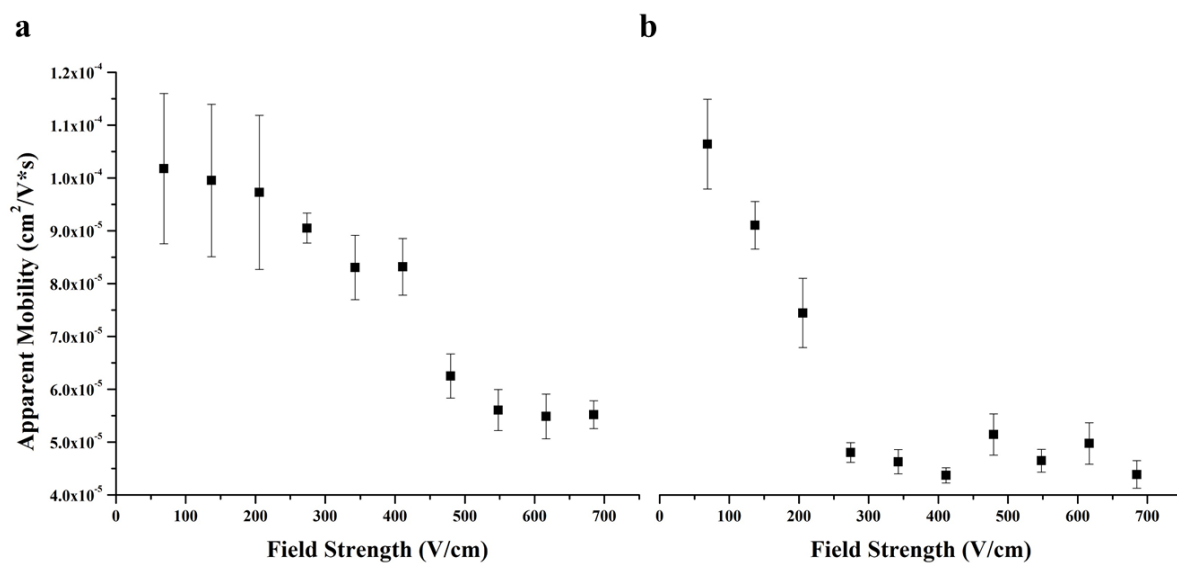 a
b
1.2x10⁻⁴
1.1x10⁻⁴
1.0x10⁻⁴
9.0x10⁻⁵
8.0x10⁻⁵
7.0x10⁻⁵
6.0x10⁻⁵
5.0x10⁻⁵
4.0x10⁻⁵
Apparent Mobility (cm²/V*s)
0 100 200 300 400 500 600 700
0 100 200 300 400 500 600 700
Field Strength (V/cm)
Field Strength (V/cm)